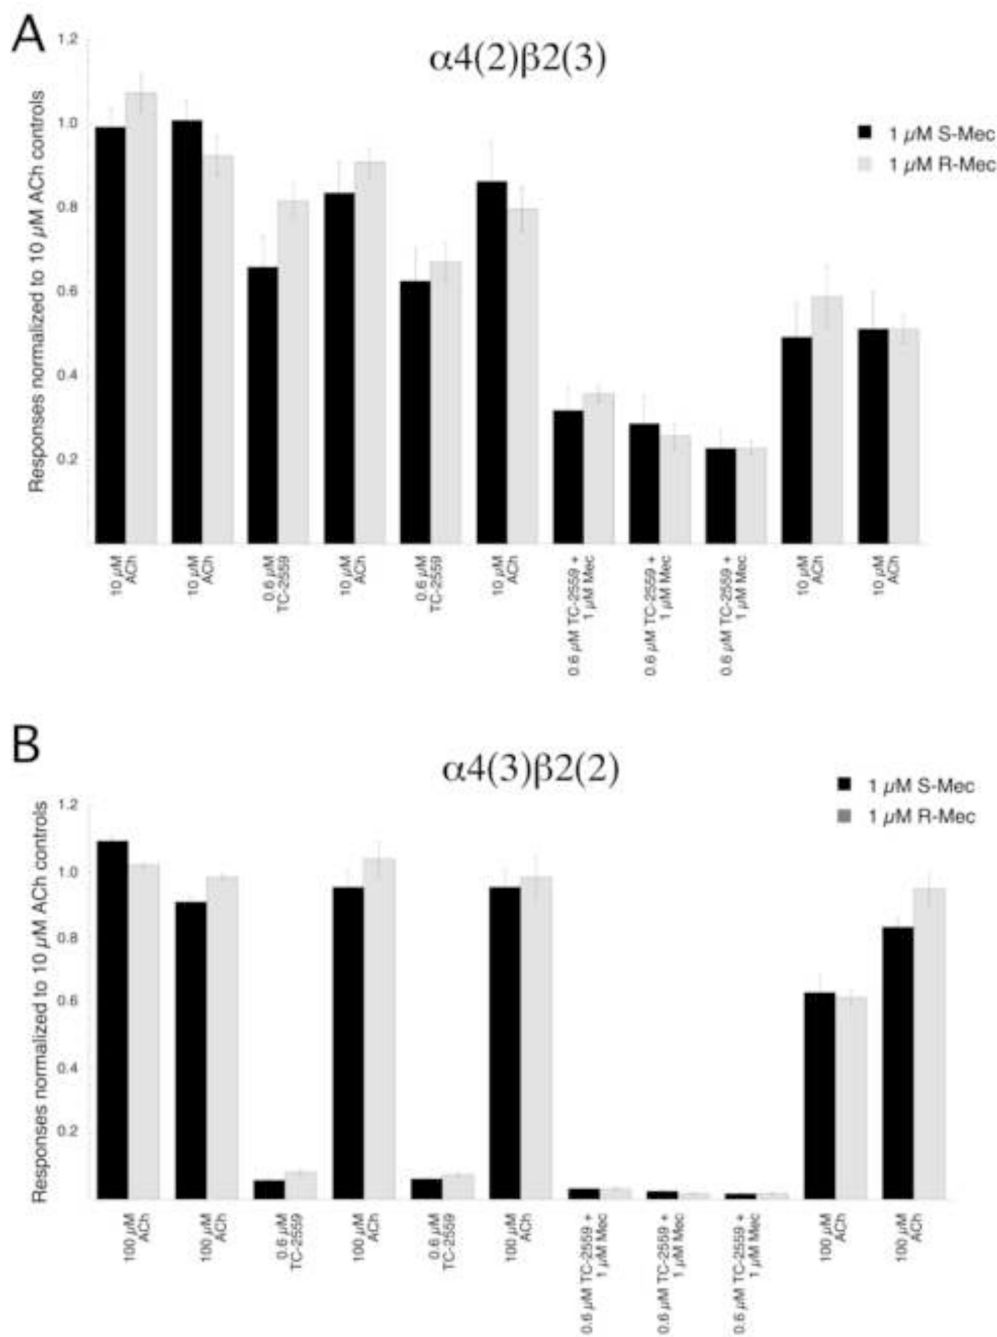 A
α4(2)β2(3)
1.2
1.0
0.8
0.6
0.4
0.2
Responses normalized to 10 µM ACh controls
1 µM S-Mec
1 µM R-Mec
10 µM
ACh
10 µM
ACh
0.6 µM
TC-2559
10 µM
ACh
0.6 µM
TC-2559
10 µM
ACh
0.6 µM TC-2559 +
1 µM Mec
0.6 µM TC-2559 +
1 µM Mec
0.6 µM TC-2559 +
1 µM Mec
10 µM
ACh
10 µM
ACh
B
α4(3)β2(2)
1.2
1.0
0.8
0.6
0.4
0.2
Responses normalized to 10 µM ACh controls
1 µM S-Mec
1 µM R-Mec
100 µM
ACh
100 µM
ACh
0.6 µM
TC-2559
100 µM
ACh
0.6 µM
TC-2559
100 µM
ACh
0.6 µM TC-2559 +
1 µM Mec
0.6 µM TC-2559 +
1 µM Mec
0.6 µM TC-2559 +
1 µM Mec
100 µM
ACh
100 µM
ACh